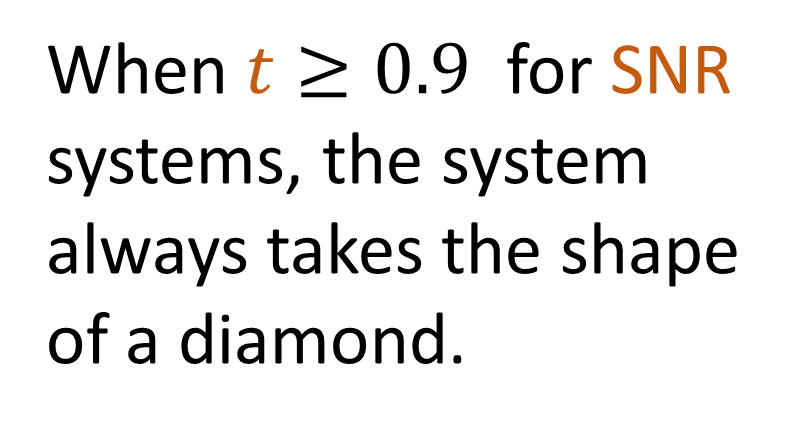 When t ≥ 0.9 for SNR
systems, the system
always takes the shape
of a diamond.